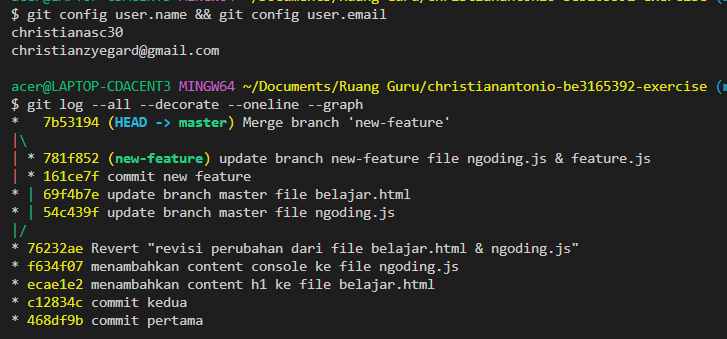 $ git config user.name && git config user.email
christianasc30
christianzyegard@gmail.com
acer@LAPTOP-CDACENT3 MINGW64 ~/Documents/Ruang Guru/christianantonio-be3165392-exercise (m
$ git log --all --decorate --oneline --graph
*   7b53194 (HEAD -> master) Merge branch 'new-feature'
|\
| * 781f852 (new-feature) update branch new-feature file ngoding.js & feature.js
| * 161ce7f commit new feature
* | 69f4b7e update branch master file belajar.html
* | 54c439f update branch master file ngoding.js
|/
* 76232ae Revert "revisi perubahan dari file belajar.html & ngoding.js"
* f634f07 menambahkan content console ke file ngoding.js
* ecae1e2 menambahkan content h1 ke file belajar.html
* c12834c commit kedua
* 468df9b commit pertama